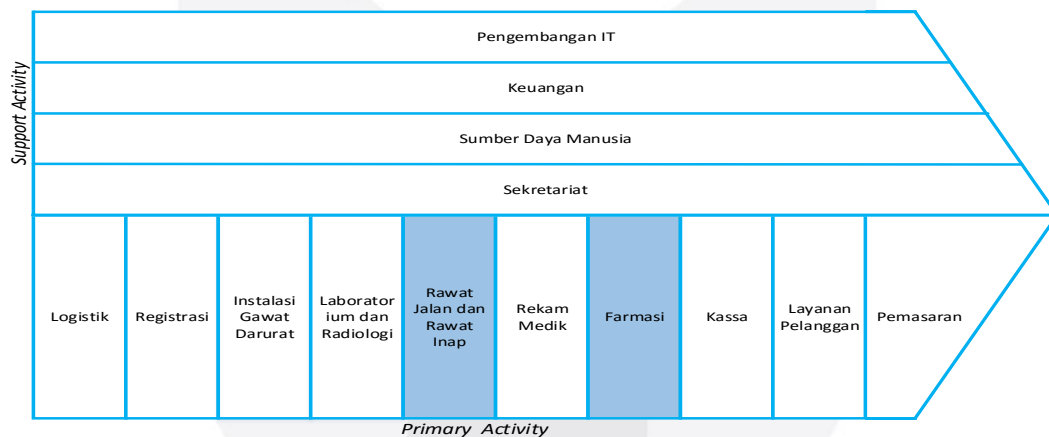 Support Activity
Pengembangan IT
Keuangan
Sumber Daya Manusia
Sekretariat
Logistik
Registrasi
Instalasi
Gawat
Darurat
Laborator
ium dan
Radiologi
Rawat
Jalan dan
Rawat
Inap
Rekam
Medik
Farmasi
Kassa
Layanan
Pelanggan
Pemasaran
Primary Activity